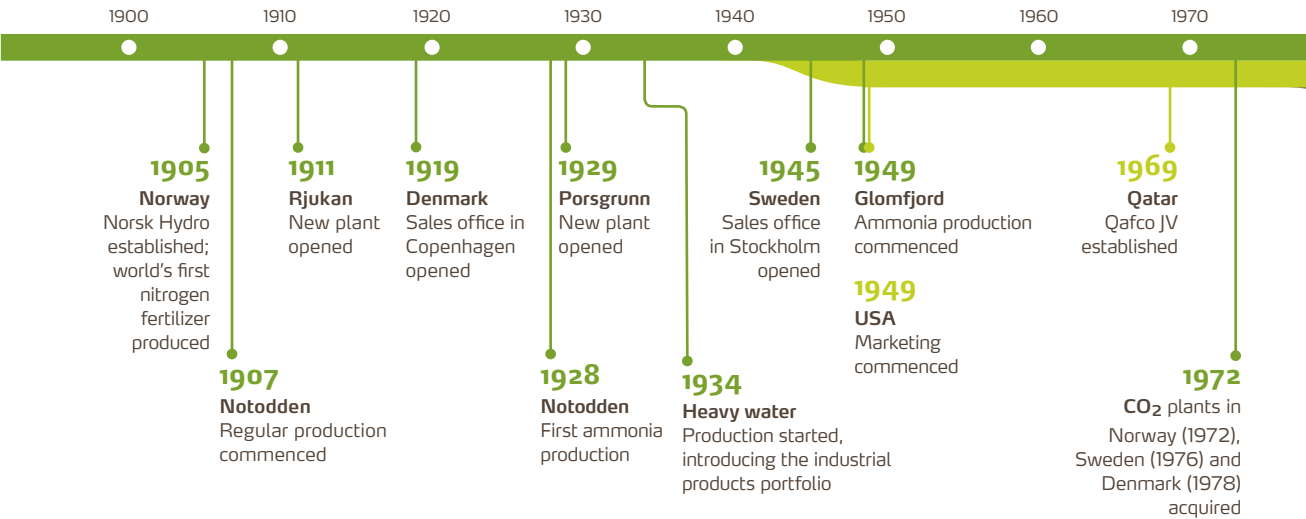 1900 1910 1920 1930 1940 1950 1960 1970
1905
Norway
Norsk Hydro
established;
world's first
nitrogen
fertilizer
produced
1907
Notodden
Regular production
commenced
1911
Rjukan
New plant
opened
1919
Denmark
Sales office in
Copenhagen
opened
1928
Notodden
First ammonia
production
1929
Porsgrunn
New plant
opened
1934
Heavy water
Production started,
introducing the industrial
products portfolio
1945
Sweden
Sales office
in Stockholm
opened
1949
Glomfjord
Ammonia production
commenced
1949
USA
Marketing
commenced
1969
Qatar
Qafco JV
established
1972
CO₂ plants in
Norway (1972),
Sweden (1976) and
Denmark (1978)
acquired